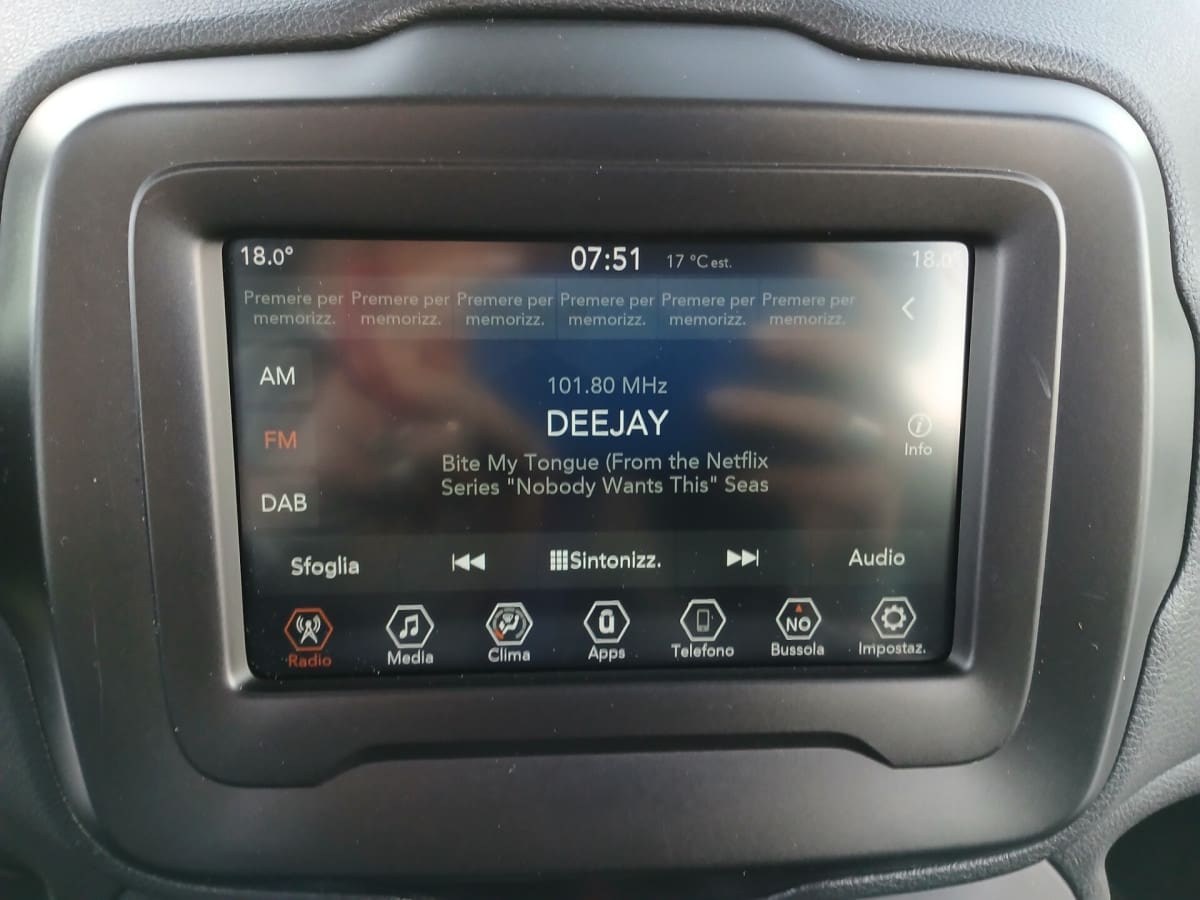 18.0° 07:51 17 °C est. 18.0°
Premere per Premere per Premere per Premere per Premere per Premere per
memorizz. memorizz. memorizz. memorizz. memorizz. memorizz.
AM
101.80 MHz
DEEJAY
FM
Info
Bite My Tongue (From the Netflix
Series "Nobody Wants This" Seas
DAB
Sfoglia Sintonizz. Audio
NO
Radio Media Clima Apps Telefono Bussola Impostaz.